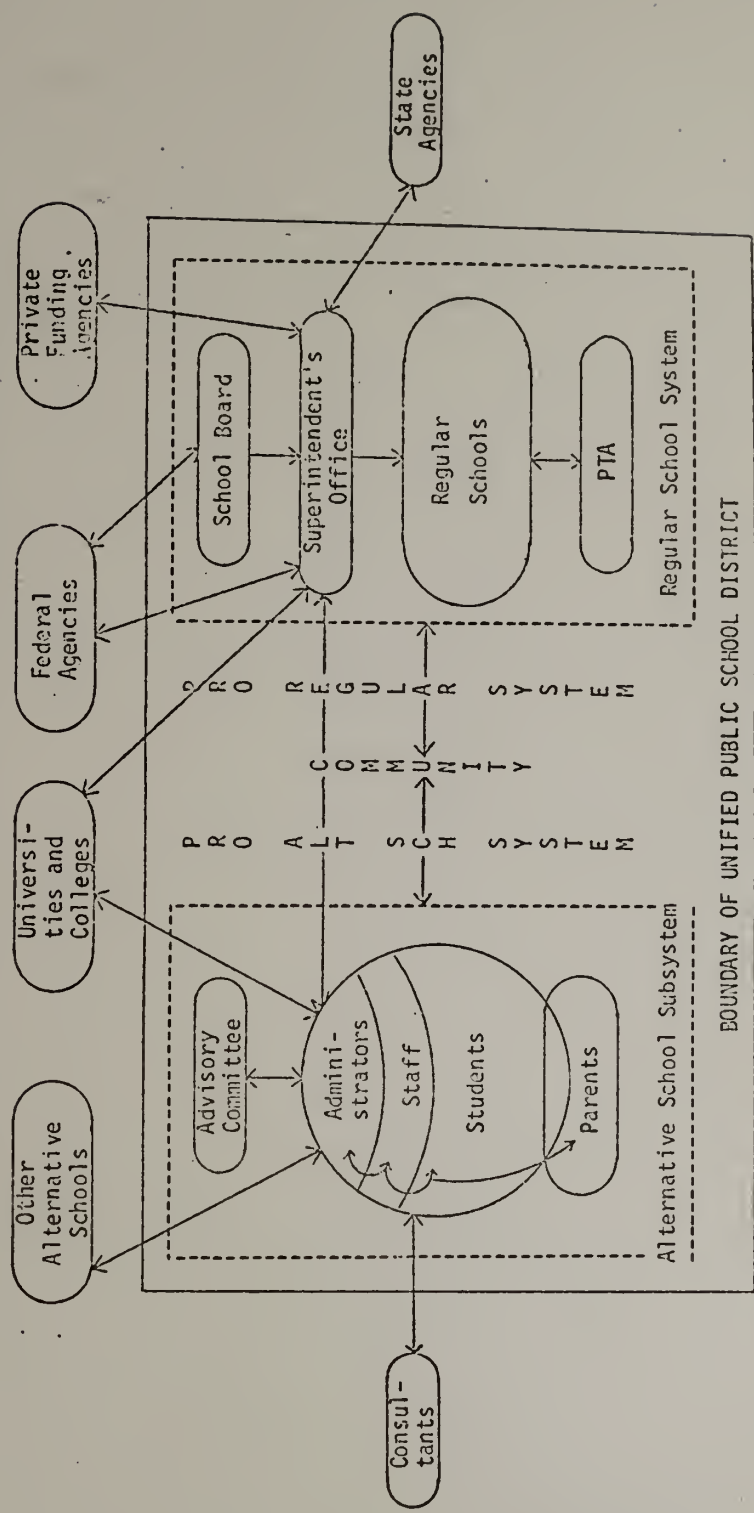 Other
Alternative
Schools
Universi-
ties and
Colleges
Federal
Agencies
Private
Funding
Agencies
State
Agencies
Consul-
tants
Advisory
Committee
Admini-
strators
Staff
Students
Parents
Alternative School Subsystem
PRO ALT SCH SYSTEM
COMMUNITY
PRO REGULAR SYSTEM
School Board
Superintendent's
Office
Regular
Schools
PTA
Regular School System
BOUNDARY OF UNIFIED PUBLIC SCHOOL DISTRICT